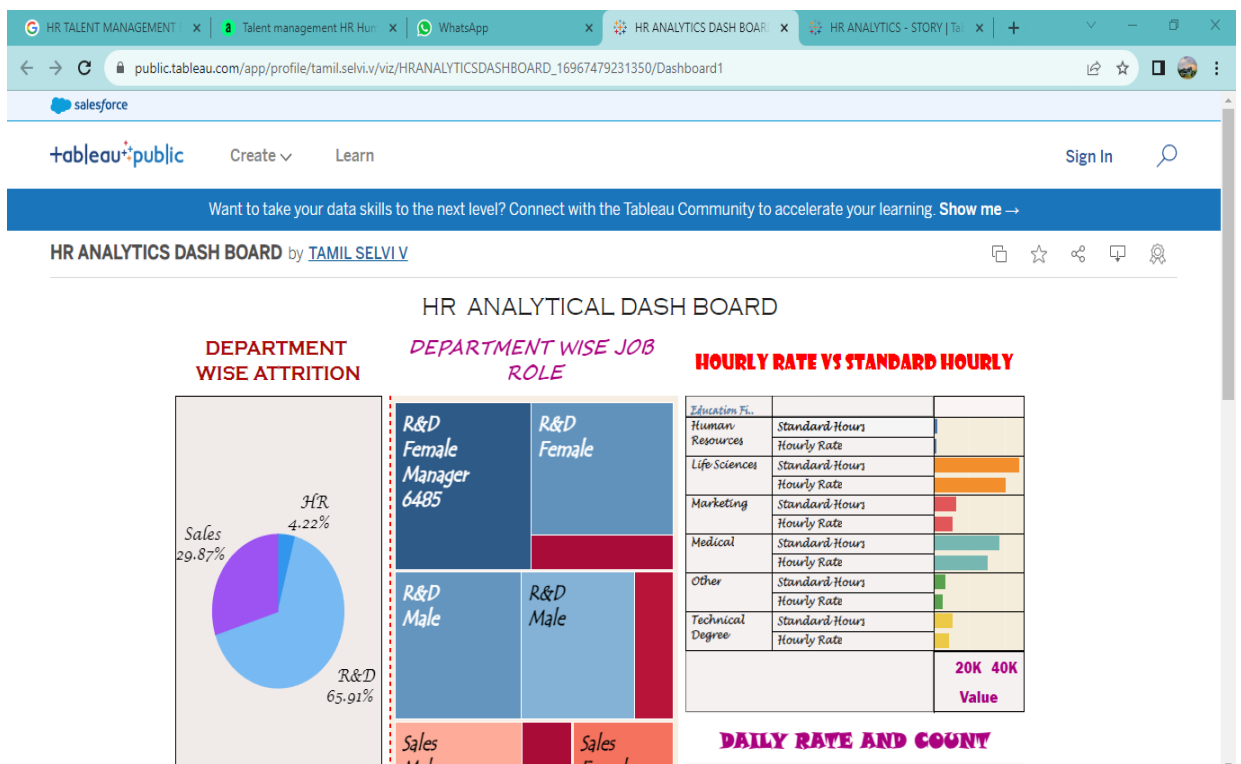 HR TALENT MANAGEMENT
Talent management HR Hum
WhatsApp
HR ANALYTICS DASH BOAR
HR ANALYTICS - STORY | Ta
public.tableau.com/app/profile/tamil.selvi.v/viz/HRANALYTICSDASHBOARD_16967479231350/Dashboard1
salesforce
+ableau public
Create
Learn
Sign In
Want to take your data skills to the next level? Connect with the Tableau Community to accelerate your learning. Show me →
HR ANALYTICS DASH BOARD by TAMIL SELVI V
HR ANALYTICAL DASH BOARD
DEPARTMENT
WISE ATTRITION
HR
4.22%
Sales
29.87%
R&D
65.91%
DEPARTMENT WISE JOB
ROLE
R&D
Female
Manager
6485
R&D
Female
R&D
Male
R&D
Male
Sales
Sales
HOURLY RATE VS STANDARD HOURLY
Education Fi..
Human
Resources
Standard Hours
Hourly Rate
Life Sciences
Standard Hours
Hourly Rate
Marketing
Standard Hours
Hourly Rate
Medical
Standard Hours
Hourly Rate
Other
Standard Hours
Hourly Rate
Technical
Degree
Standard Hours
Hourly Rate
20K 40K
Value
DAILY RATE AND COUNT